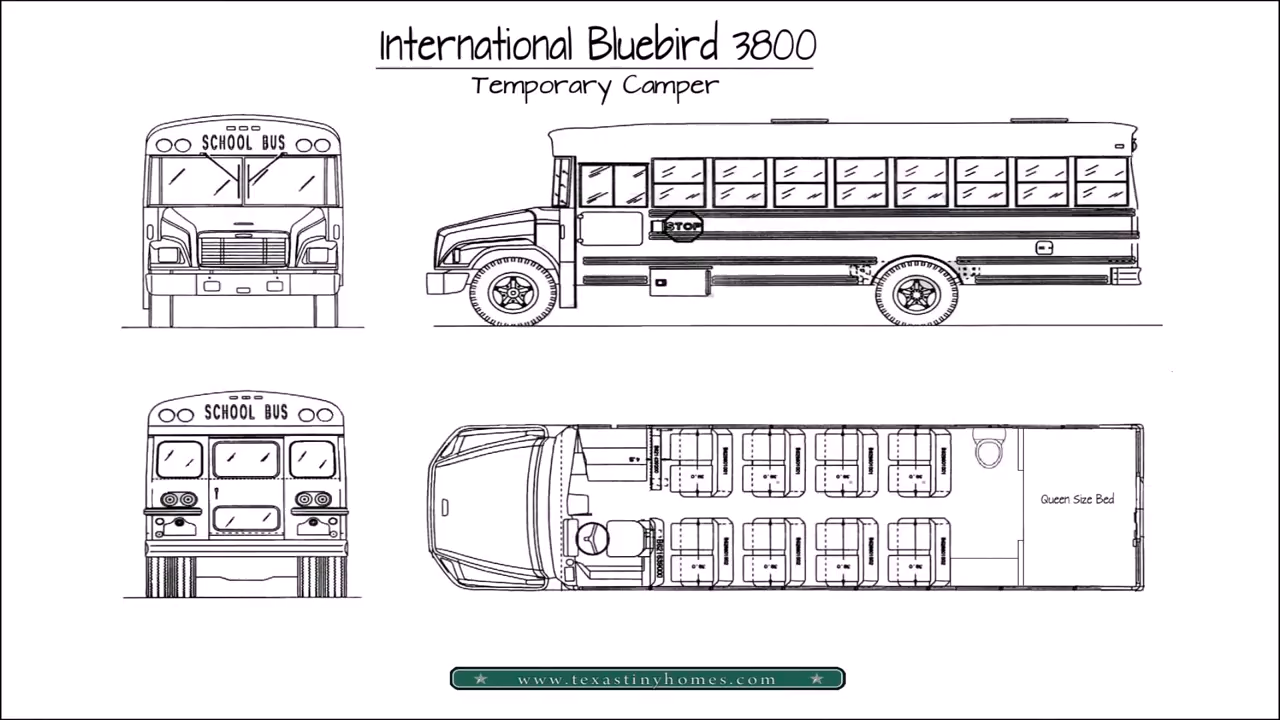 International Bluebird 3800
Temporary Camper
SCHOOL BUS
STOP
SCHOOL BUS
Queen Size Bed
www.texastinyhomes.com